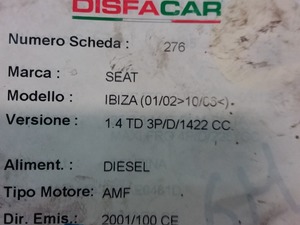 DISFACAR
Numero Scheda : 276
Marca : SEAT
Modello : IBIZA (01/02>10/08<)
Versione : 1.4 TD 3P/D/1422 CC
Aliment. : DIESEL
Tipo Motore: AMF
Dir. Emis.: 2001/100 CE